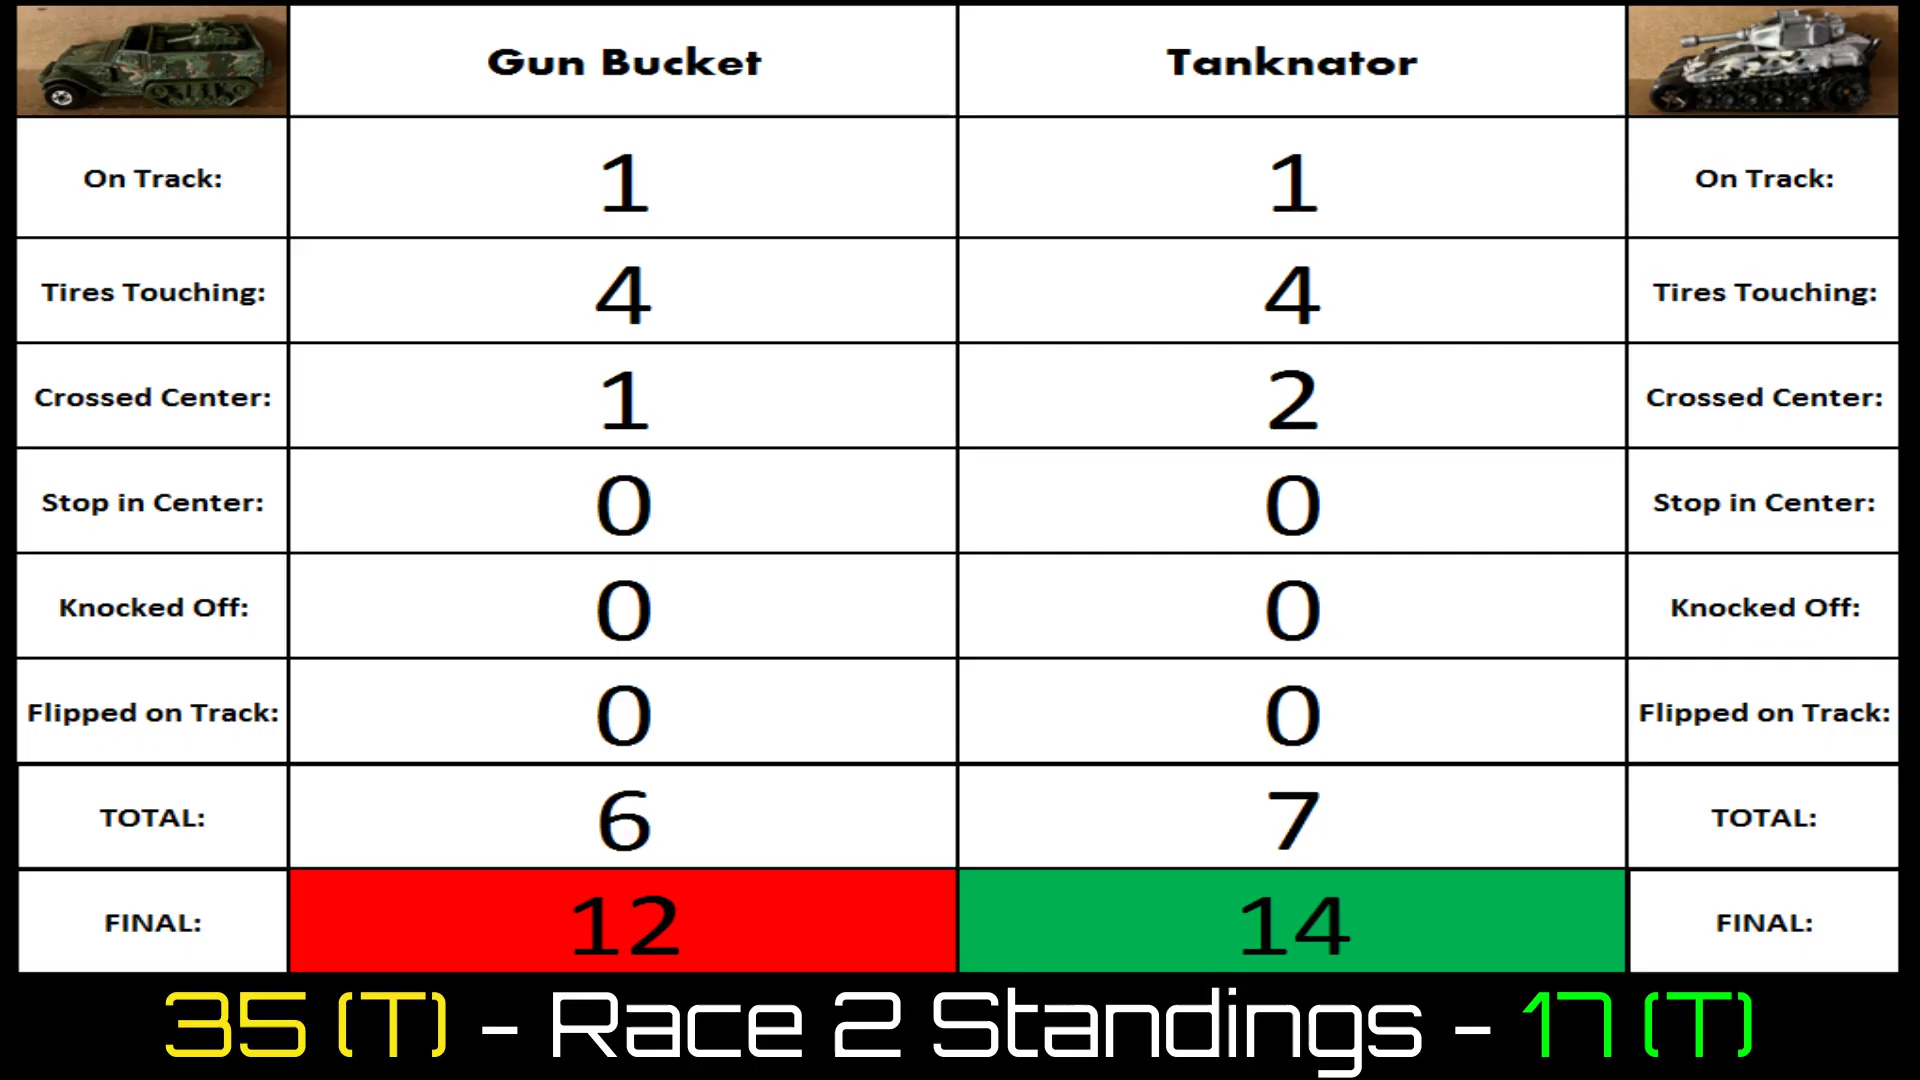 Gun Bucket Tanknator
On Track: 1 1 On Track:
Tires Touching: 4 4 Tires Touching:
Crossed Center: 1 2 Crossed Center:
Stop in Center: 0 0 Stop in Center:
Knocked Off: 0 0 Knocked Off:
Flipped on Track: 0 0 Flipped on Track:
TOTAL: 6 7 TOTAL:
FINAL: 12 14 FINAL:
35 (T) - Race 2 Standings - 17 (T)